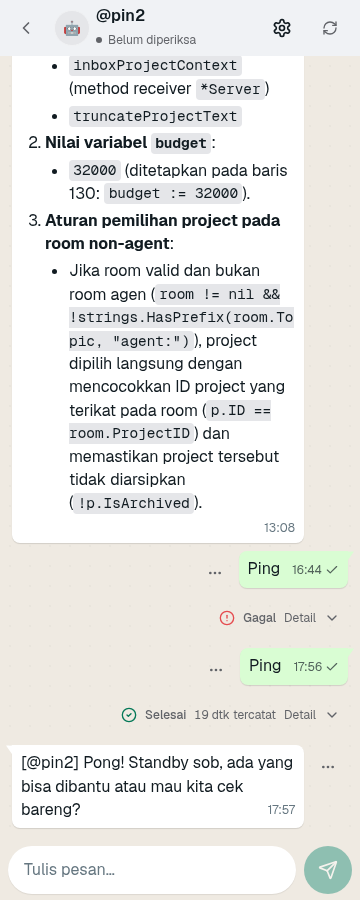 @pin2
Belum diperiksa
• inboxProjectContext
(method receiver *Server)
• truncateProjectText
2. Nilai variabel budget:
• 32000 (ditetapkan pada baris
130: budget := 32000).
3. Aturan pemilihan project pada
room non-agent:
• Jika room valid dan bukan
room agen (room != nil &&
!strings.HasPrefix(room.To
pic, "agent:")), project
dipilih langsung dengan
mencocokkan ID project yang
terikat pada room (p.ID ==
room.ProjectID) dan
memastikan project tersebut
tidak diarsipkan
(!p.IsArchived).
13:08
Ping 16:44
Gagal Detail
Ping 17:56
Selesai 19 dtk tercatat Detail
[@pin2] Pong! Standby sob, ada yang
bisa dibantu atau mau kita cek
bareng? 17:57
Tulis pesan...